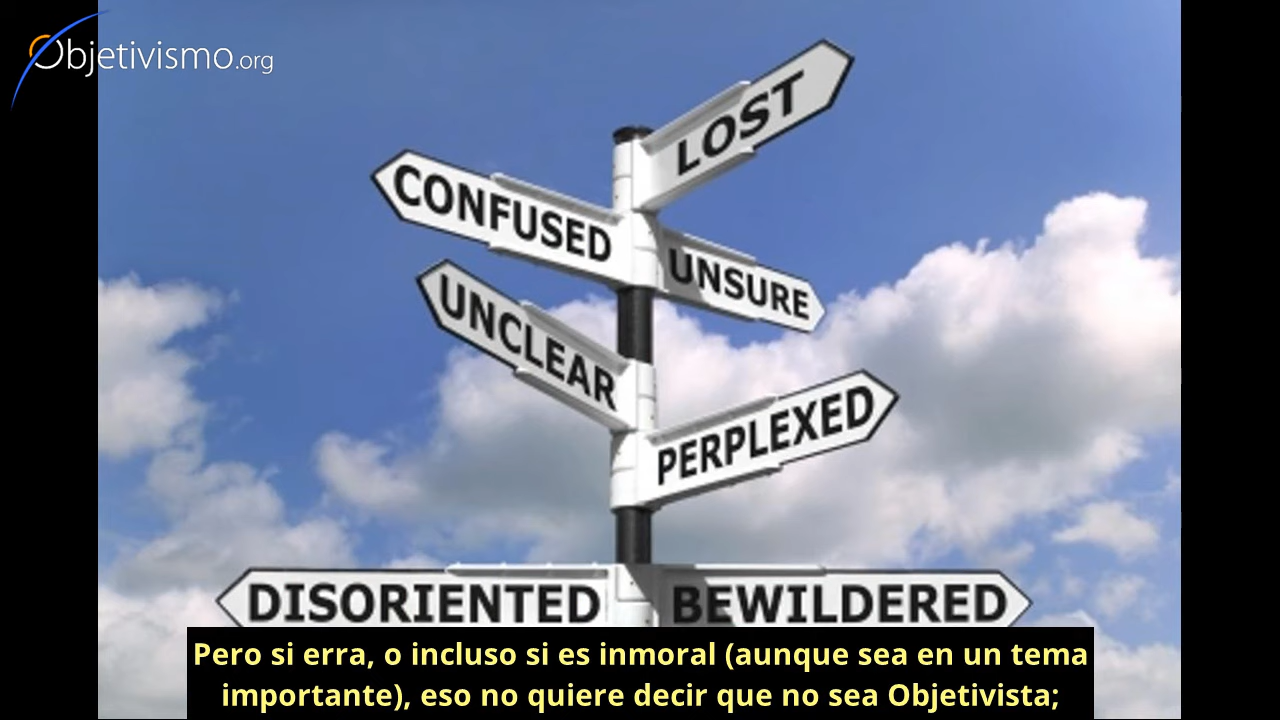 Objetivismo.org
LOST
CONFUSED
UNSURE
UNCLEAR
PERPLEXED
DISORIENTED
BEWILDERED
Pero si erra, o incluso si es inmoral (aunque sea en un tema
importante), eso no quiere decir que no sea Objetivista;